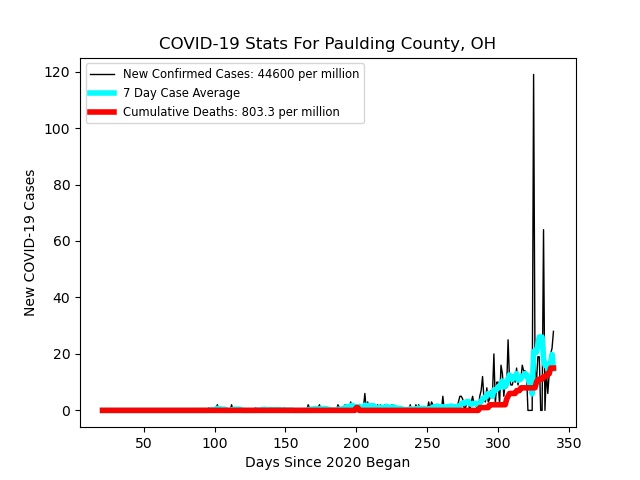 COVID-19 Stats For Paulding County, OH
New Confirmed Cases: 44600 per million
7 Day Case Average
Cumulative Deaths: 803.3 per million
New COVID-19 Cases
120
100
80
60
40
20
0
50 100 150 200 250 300 350
Days Since 2020 Began